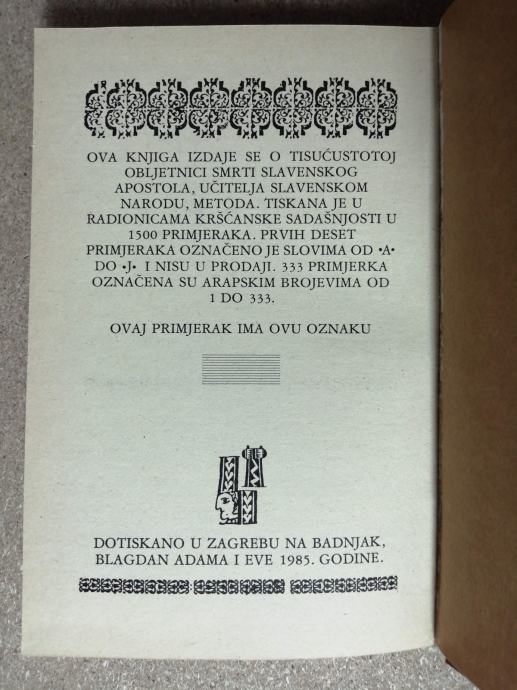 OVA KNJIGA IZDAJE SE O TISUĆUSTOTOJ
OBLJETNICI SMRTI SLAVENSKOG
APOSTOLA, UČITELJA SLAVENSKOM
NARODU, METODA. TISKANA JE U
RADIONICAMA KRŠĆANSKE SADAŠNJOSTI U
1500 PRIMJERAKA. PRVIH DESET
PRIMJERAKA OZNAČENO JE SLOVIMA OD •A•
DO •J• I NISU U PRODAJI. 333 PRIMJERKA
OZNAČENA SU ARAPSKIM BROJEVIMA OD
1 DO 333.
OVAJ PRIMJERAK IMA OVU OZNAKU
DOTISKANO U ZAGREBU NA BADNJAK,
BLAGDAN ADAMA I EVE 1985. GODINE.